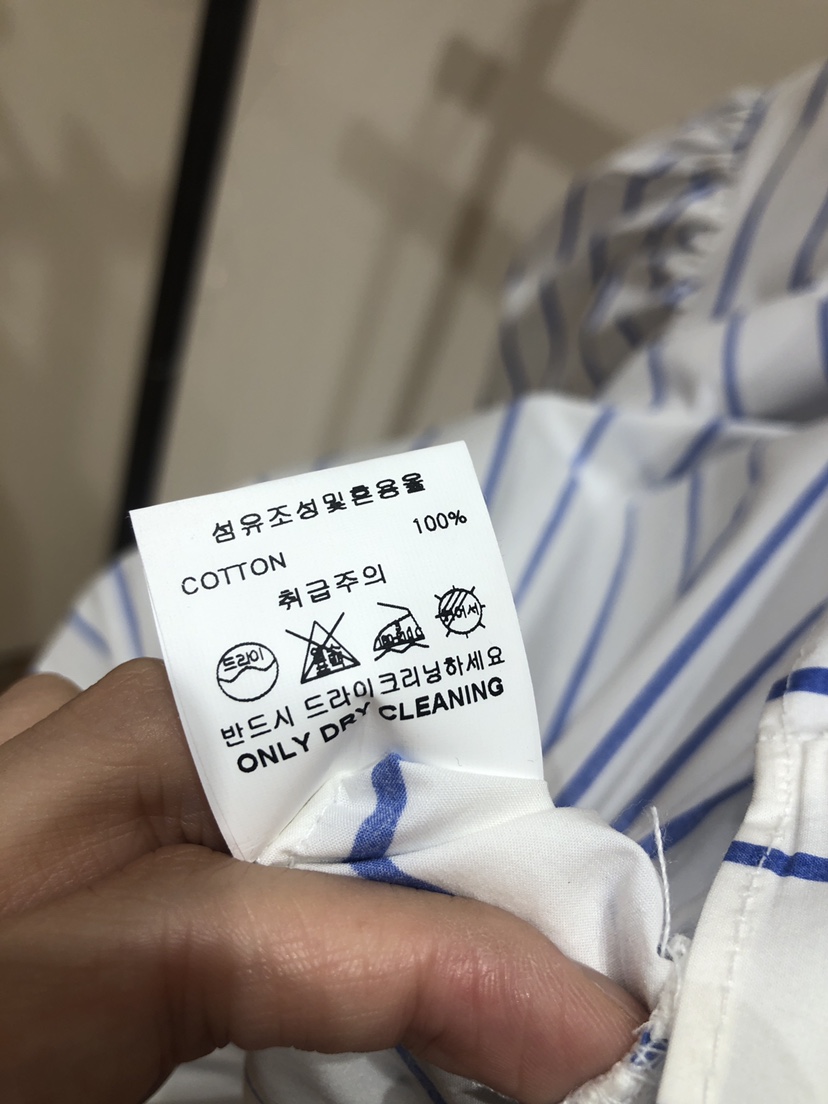 섬유조성및혼용율
100%
COTTON
취급주의
드라이
반드시 드라이크리닝하세요
ONLY DRY CLEANING